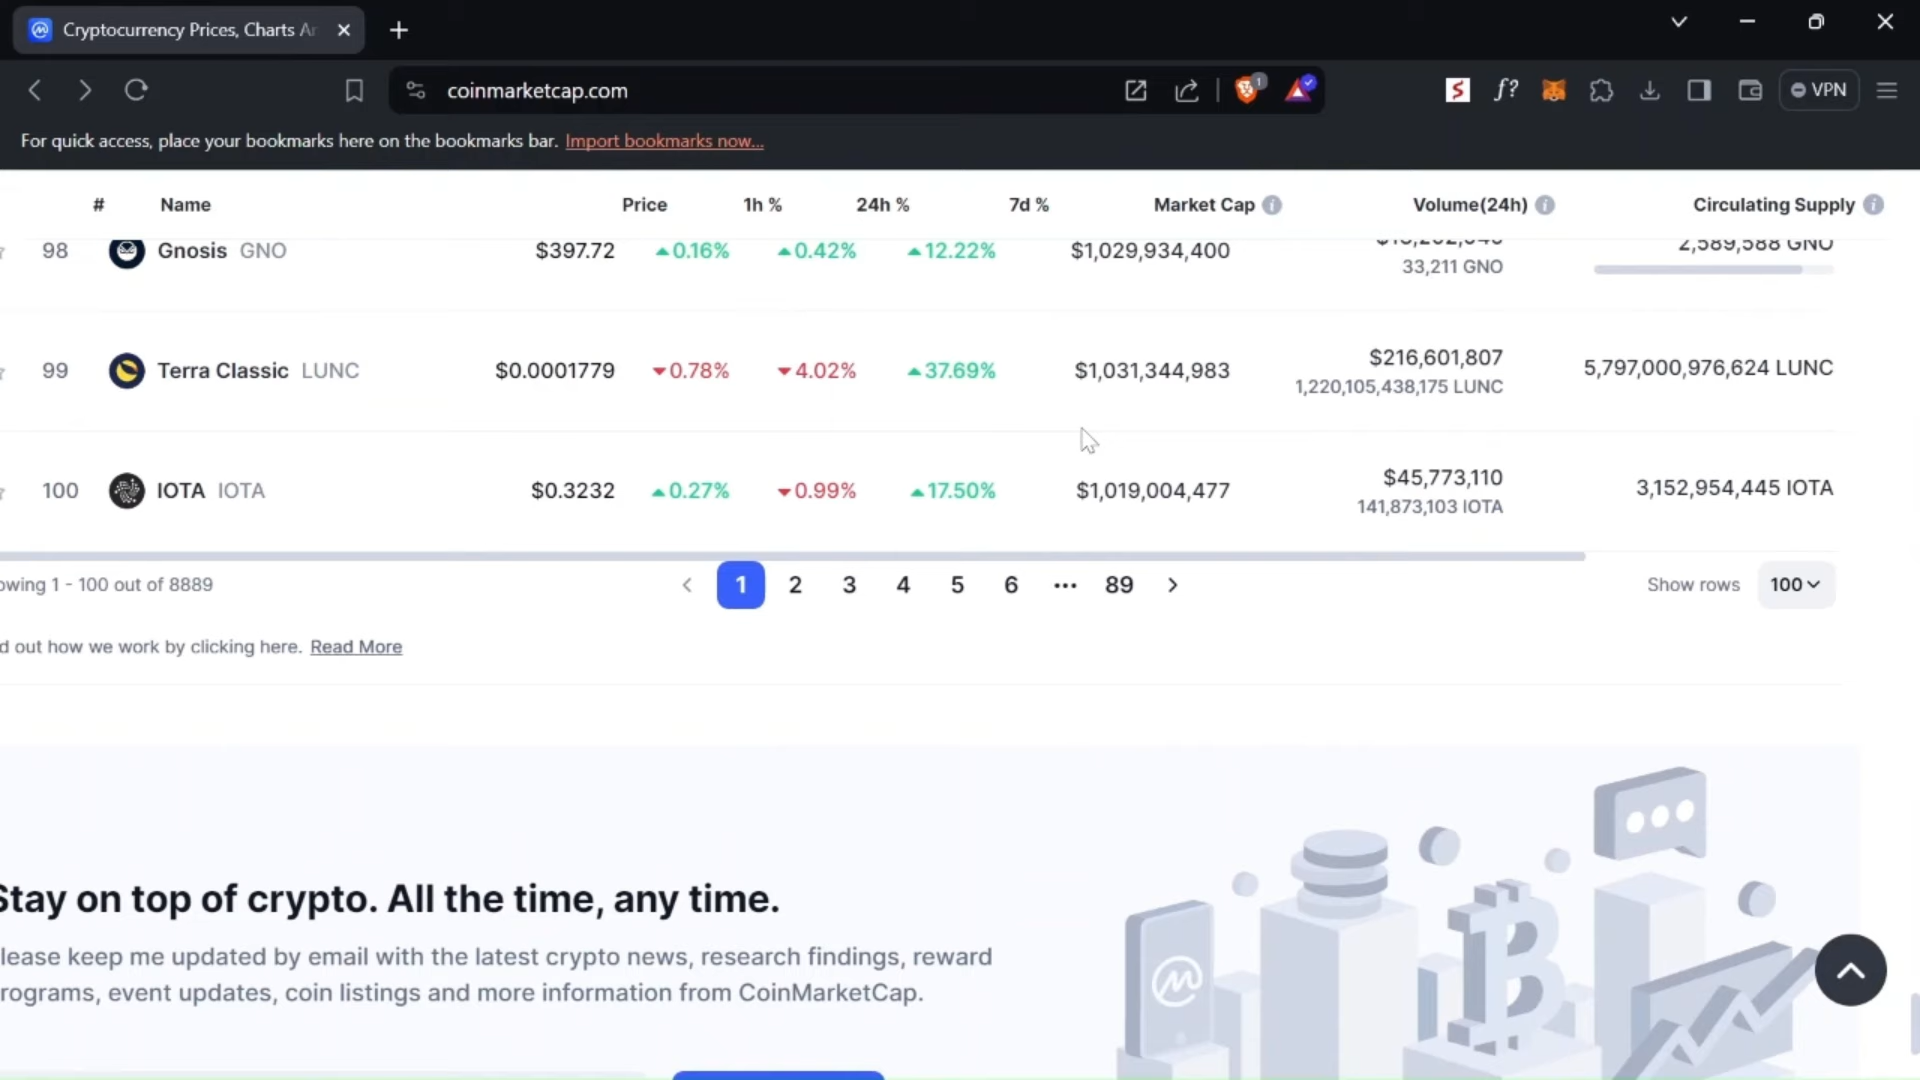 Cryptocurrency Prices, Charts
coinmarketcap.com
VPN
For quick access, place your bookmarks here on the bookmarks bar. Import bookmarks now...
# Name Price 1h % 24h % 7d % Market Cap Volume(24h) Circulating Supply
98 Gnosis GNO $397.72 0.16% 0.42% 12.22% $1,029,934,400 2,589,588 GNO
33,211 GNO
99 Terra Classic LUNC $0.0001779 0.78% 4.02% 37.69% $1,031,344,983 $216,601,807 5,797,000,976,624 LUNC
1,220,105,438,175 LUNC
100 IOTA IOTA $0.3232 0.27% 0.99% 17.50% $1,019,004,477 $45,773,110 3,152,954,445 IOTA
141,873,103 IOTA
owing 1 - 100 out of 8889 1 2 3 4 5 6 ••• 89 Show rows 100
d out how we work by clicking here. Read More
Stay on top of crypto. All the time, any time.
lease keep me updated by email with the latest crypto news, research findings, reward
rograms, event updates, coin listings and more information from CoinMarketCap.